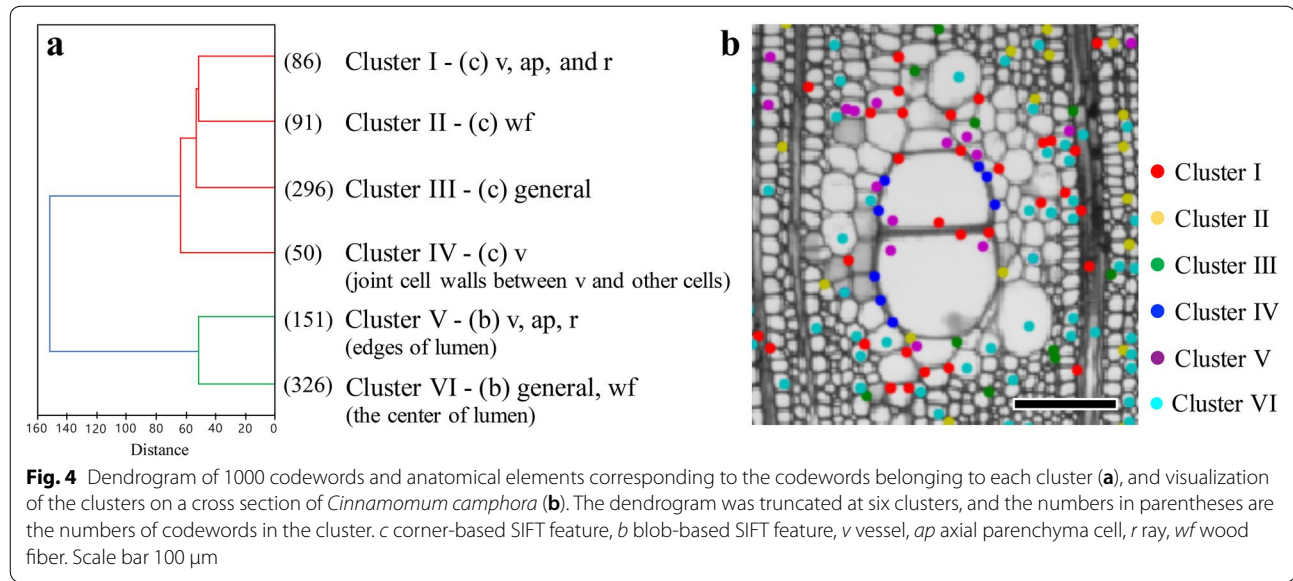 a
(86) Cluster I - (c) v, ap, and r
(91) Cluster II - (c) wf
(296) Cluster III - (c) general
(50) Cluster IV - (c) v
(joint cell walls between v and other cells)
(151) Cluster V - (b) v, ap, r
(edges of lumen)
(326) Cluster VI - (b) general, wf
(the center of lumen)
160 140 120 100 80 60 40 20 0
Distance
b
Cluster I
Cluster II
Cluster III
Cluster IV
Cluster V
Cluster VI
Fig. 4 Dendrogram of 1000 codewords and anatomical elements corresponding to the codewords belonging to each cluster (a), and visualization
of the clusters on a cross section of Cinnamomum camphora (b). The dendrogram was truncated at six clusters, and the numbers in parentheses are
the numbers of codewords in the cluster. c corner-based SIFT feature, b blob-based SIFT feature, v vessel, ap axial parenchyma cell, r ray, wf wood
fiber. Scale bar 100 μm